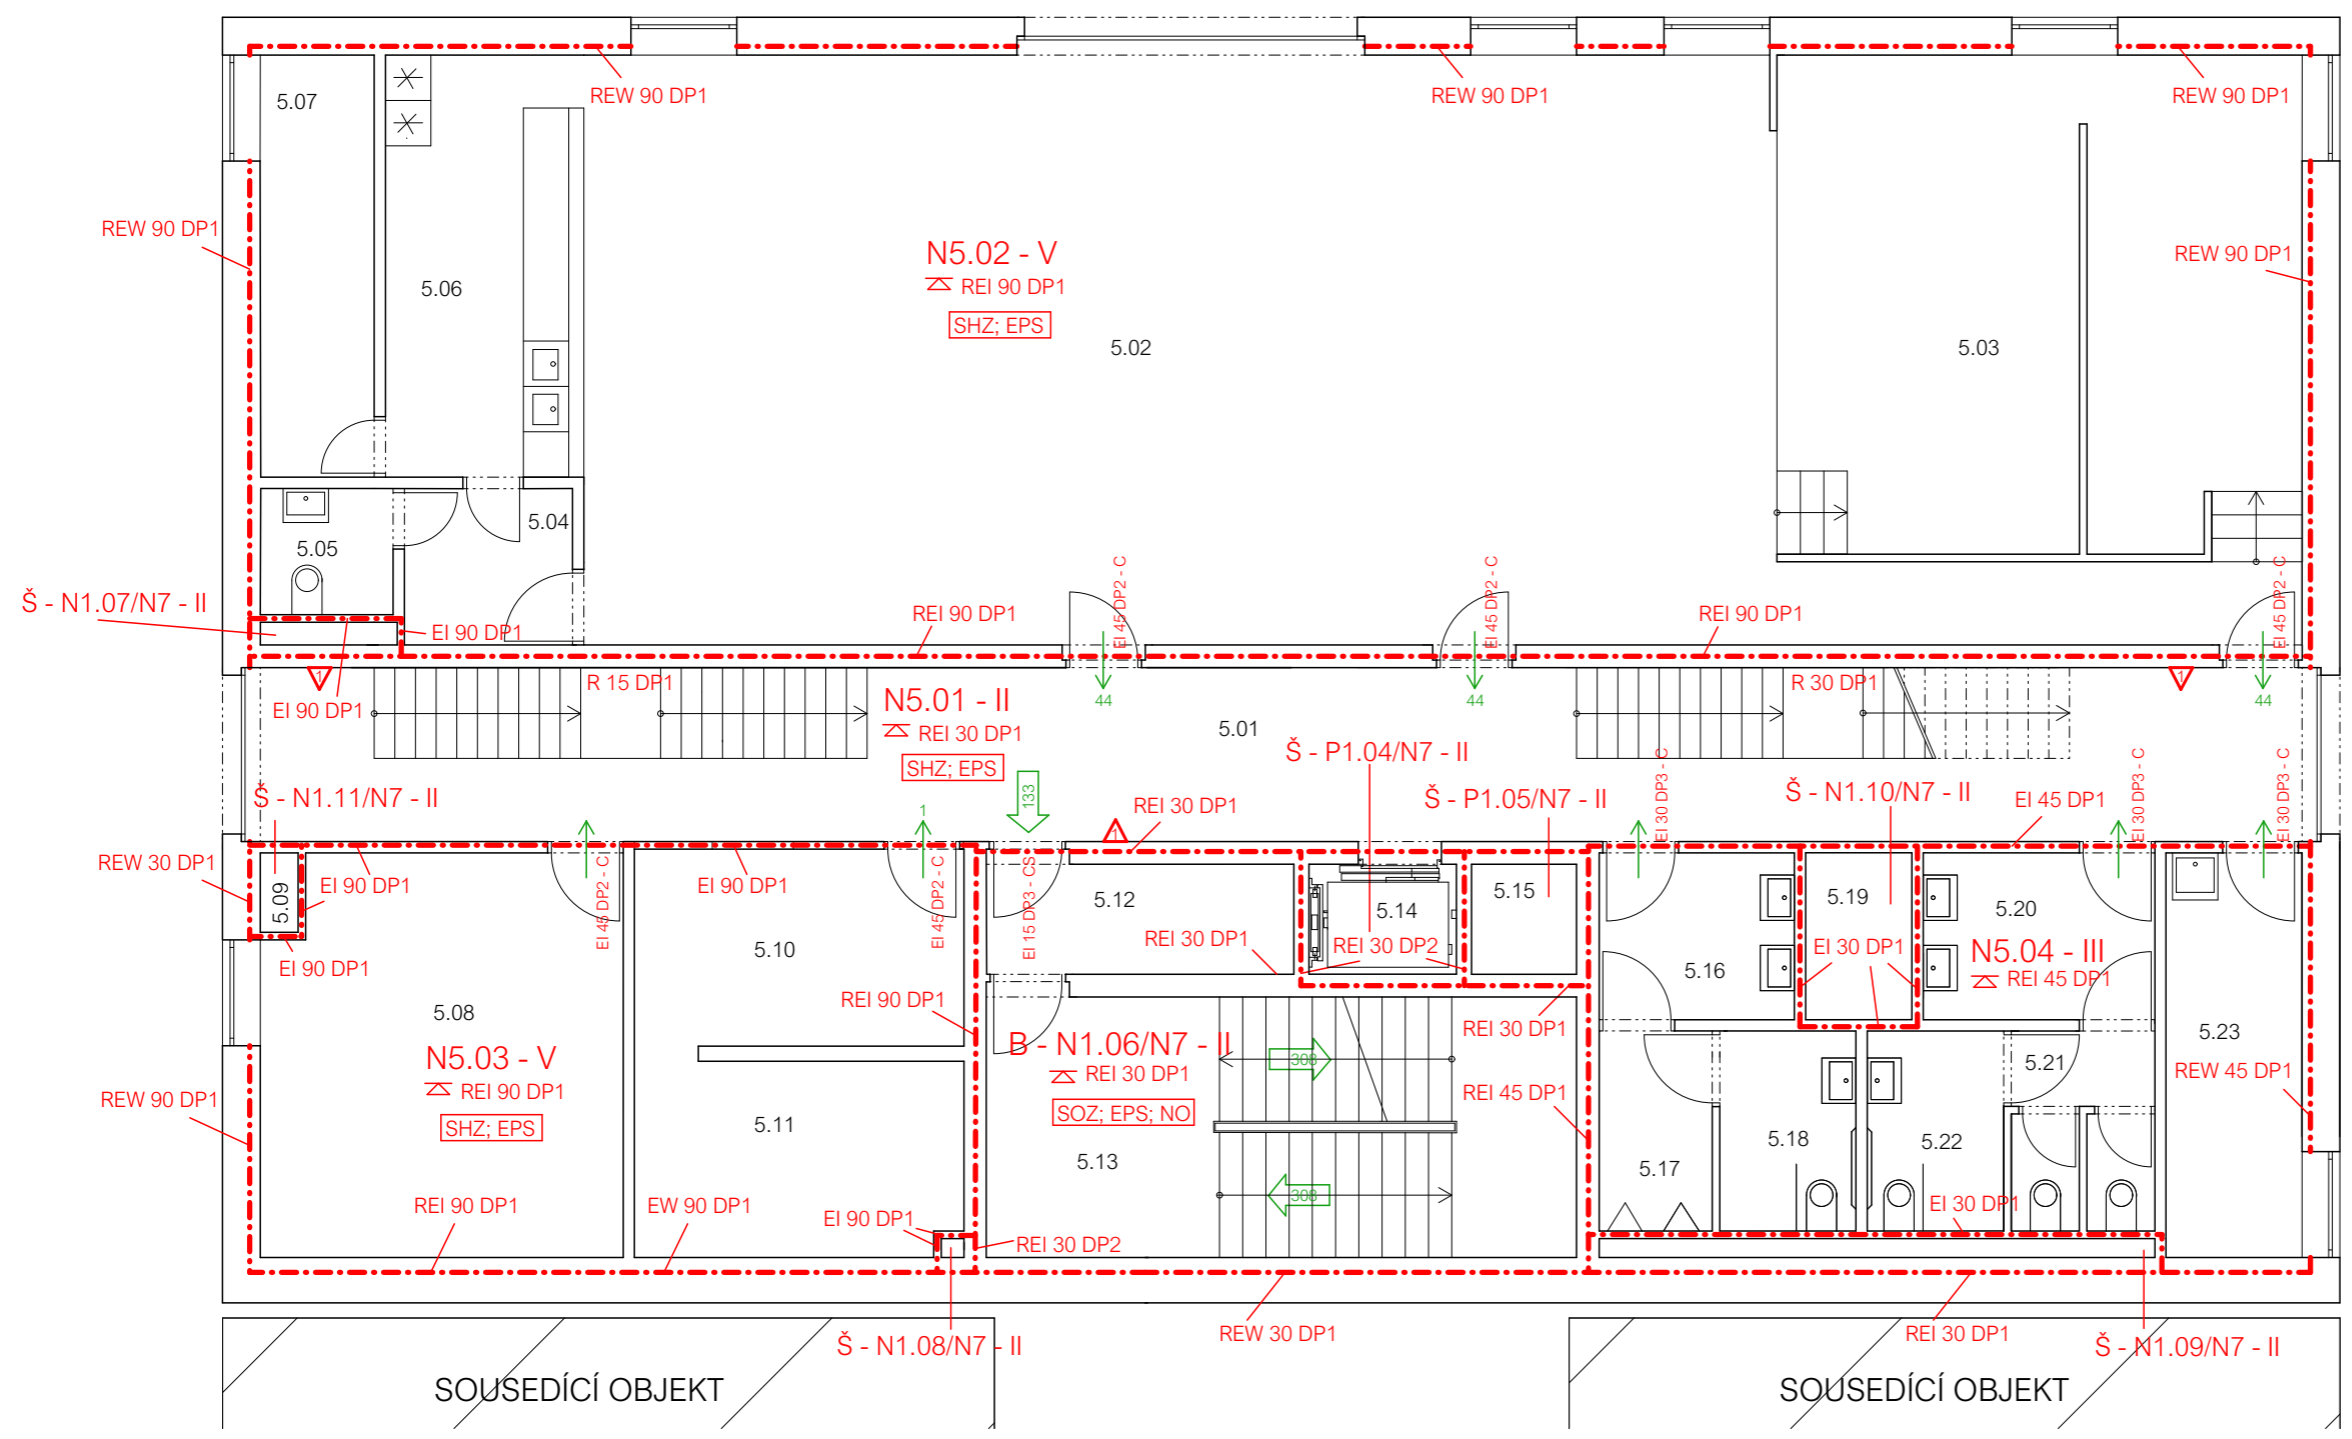 REW 90 DP1
REW 90 DP1
REW 90 DP1
5.07
REW 90 DP1
N5.02 - V
REI 90 DP1
SHZ; EPS
REW 90 DP1
5.06
5.02
5.03
5.04
5.05
Š - N1.07/N7 - II
EI 90 DP1
REI 90 DP1
EI 45 DP2 - C
EI 45 DP2 - C
REI 90 DP1
EI 45 DP2 - C
1
EI 90 DP1
R 15 DP1
N5.01 - II
REI 30 DP1
SHZ; EPS
44
44
R 30 DP1
1
44
5.01
Š - P1.04/N7 - II
Š - N1.11/N7 - II
133
REI 30 DP1
Š - P1.05/N7 - II
EI 30 DP3 - C
Š - N1.10/N7 - II
EI 45 DP1
EI 30 DP3 - C
EI 30 DP3 - C
1
1
REW 30 DP1
5.09
EI 90 DP1
EI 45 DP2 - C
EI 90 DP1
EI 45 DP2 - C
EI 15 DP3 - CS
5.12
5.14
5.15
5.19
5.20
EI 90 DP1
5.10
REI 30 DP1
REI 30 DP2
5.16
EI 30 DP1
N5.04 - III
REI 45 DP1
5.08
REI 90 DP1
REI 30 DP1
5.23
N5.03 - V
REI 90 DP1
SHZ; EPS
B - N1.06/N7 - II
REI 30 DP1
SOZ; EPS; NO
308
5.21
REW 45 DP1
REW 90 DP1
REI 45 DP1
5.11
5.13
5.17
5.18
5.22
308
REI 90 DP1
EW 90 DP1
EI 90 DP1
REI 30 DP2
EI 30 DP1
Š - N1.08/N7 - II
REW 30 DP1
REI 30 DP1
Š - N1.09/N7 - II
SOUSEDÍCÍ OBJEKT
SOUSEDÍCÍ OBJEKT